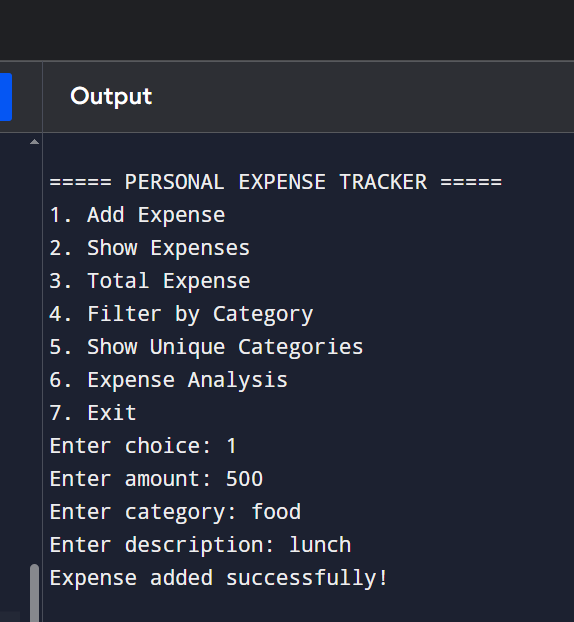 Output
===== PERSONAL EXPENSE TRACKER =====
1. Add Expense
2. Show Expenses
3. Total Expense
4. Filter by Category
5. Show Unique Categories
6. Expense Analysis
7. Exit
Enter choice: 1
Enter amount: 500
Enter category: food
Enter description: lunch
Expense added successfully!